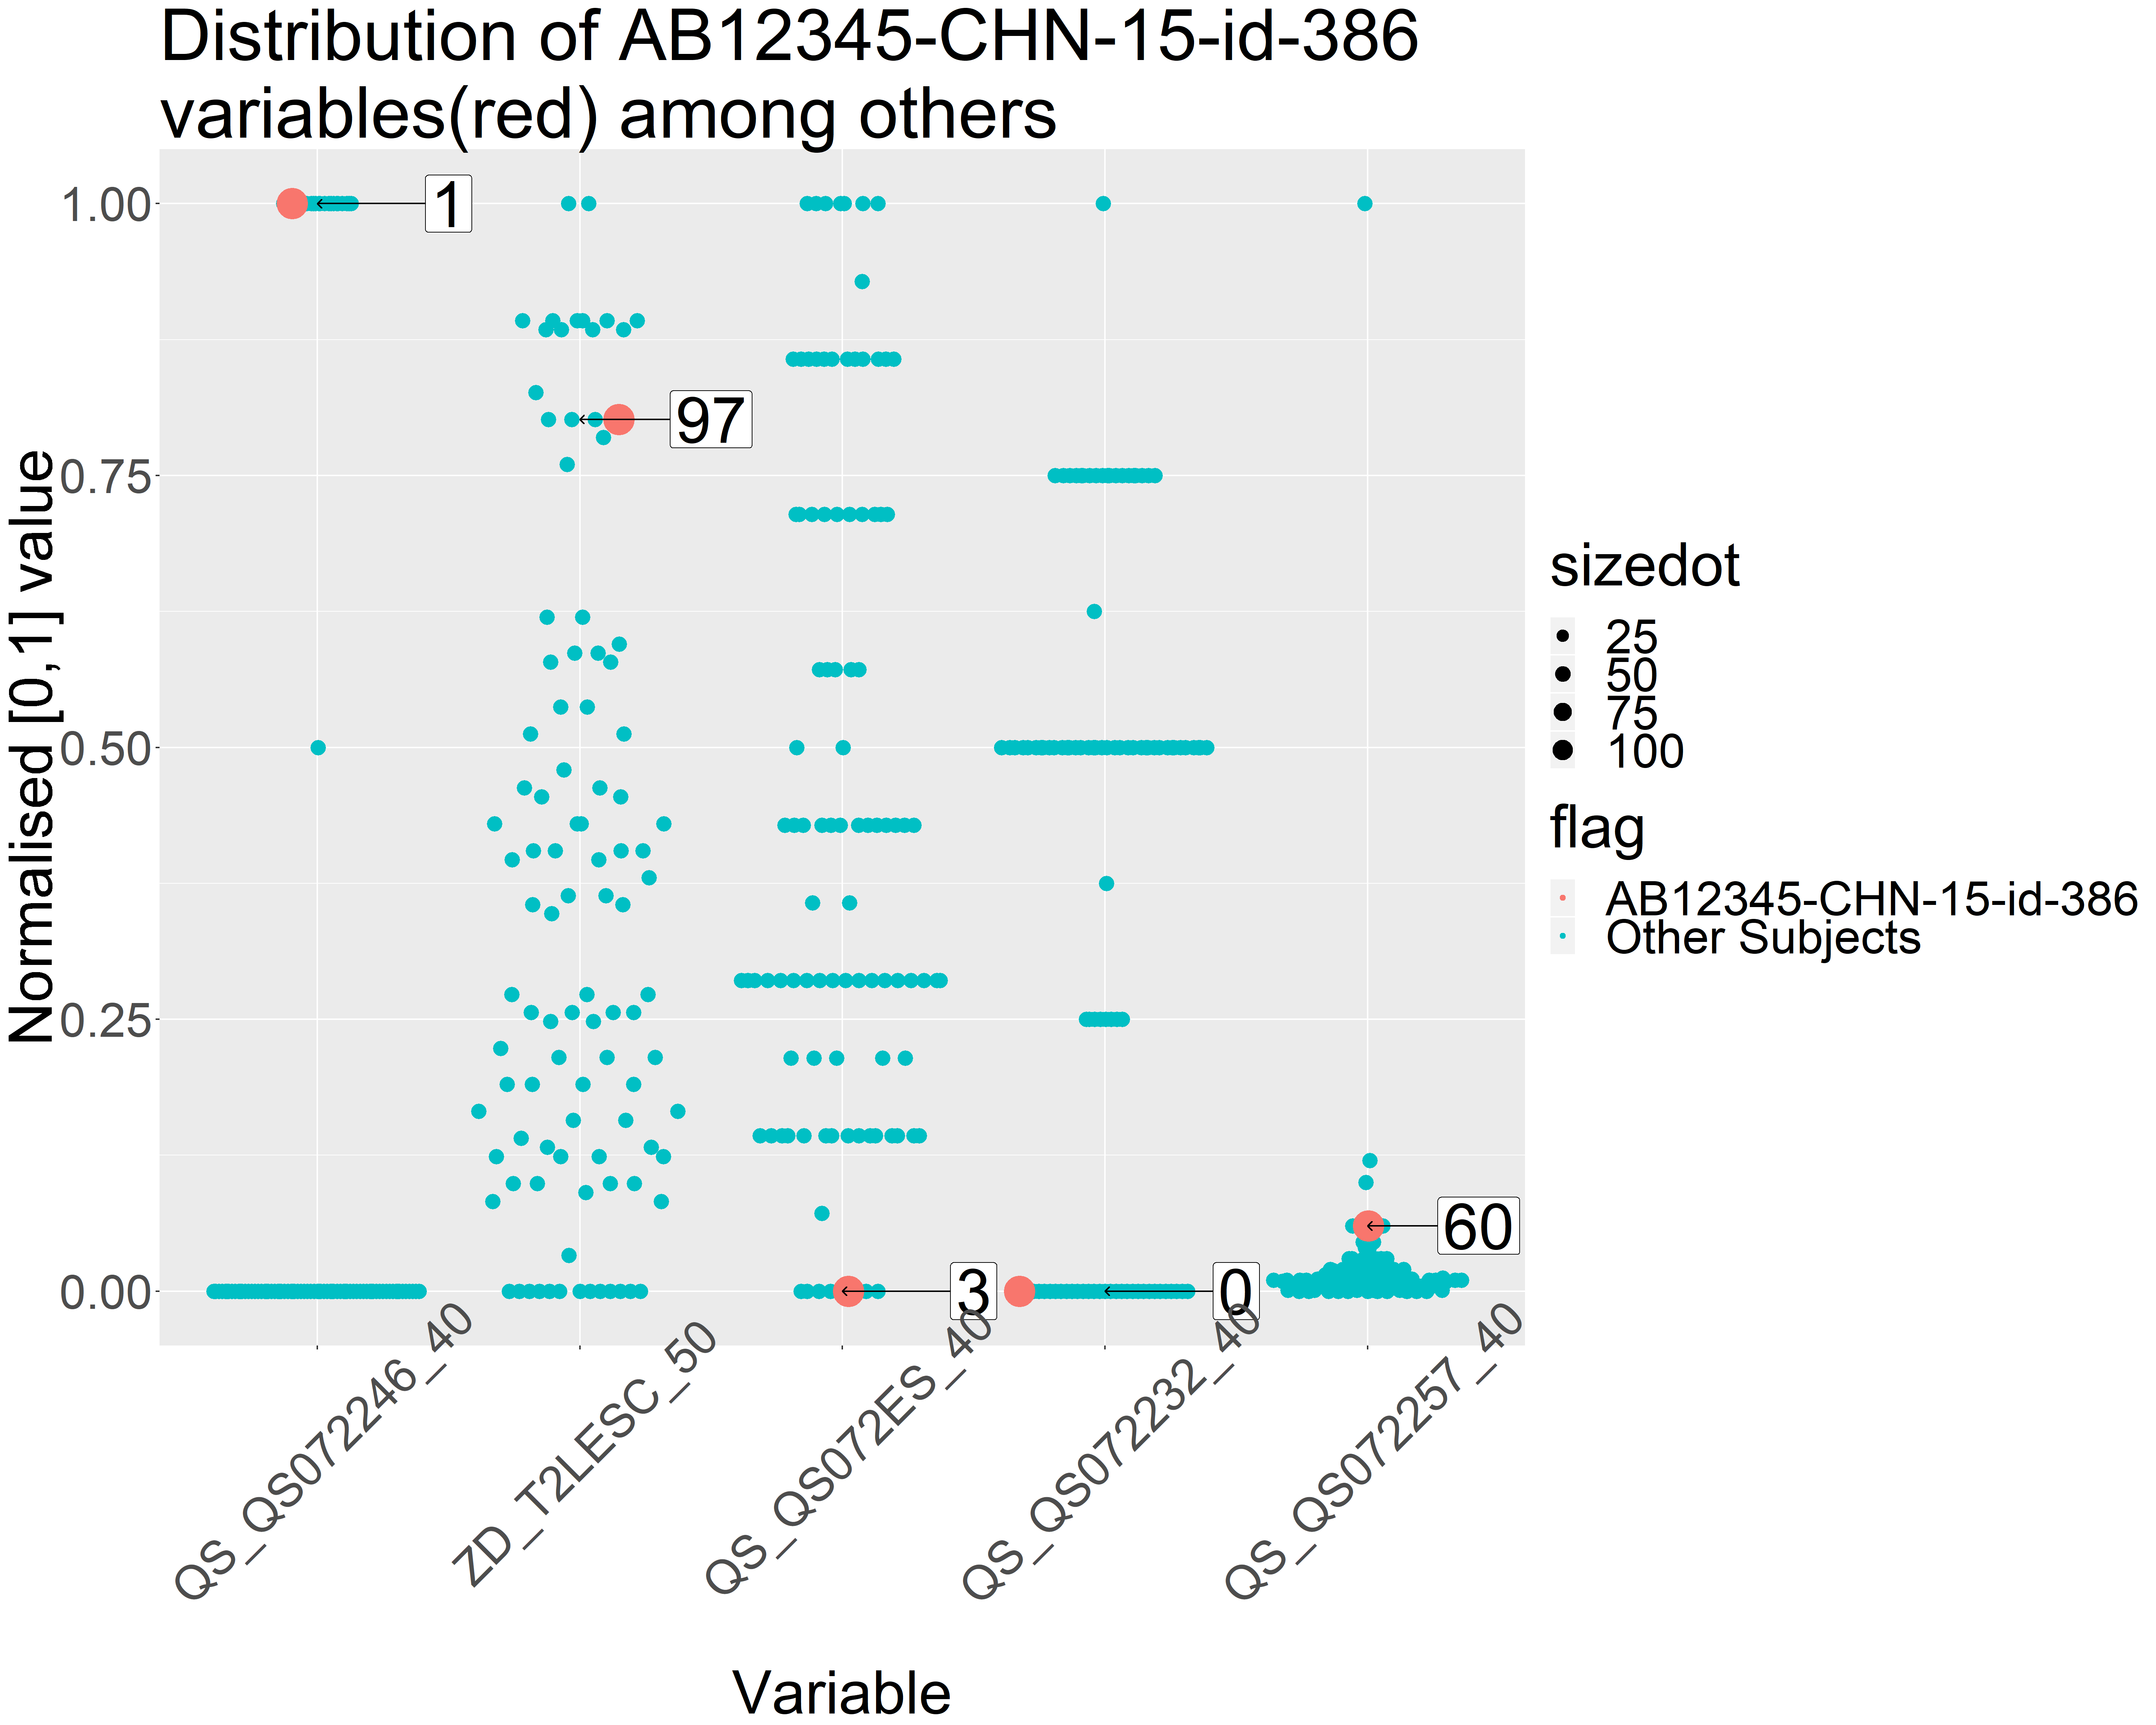 Distribution of AB12345-CHN-15-id-386
variables(red) among others
Normalised [0,1] value
1.00
0.75
0.50
0.25
0.00
1
97
3
0
60
QS_QS072246_40
ZD_T2LESC_50
QS_QS072ES_40
QS_QS072232_40
QS_QS072257_40
Variable
sizedot
25
50
75
100
flag
AB12345-CHN-15-id-386
Other Subjects